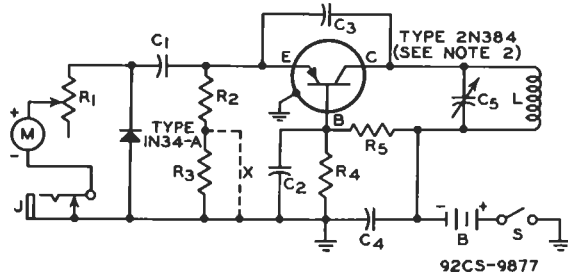 C1
C3
TYPE 2N384
(SEE NOTE 2)
E
C
B
+
R1
M
-
J
TYPE
1N34-A
R2
R3
X
C2
R4
R5
C5
L
C4
- +
B
S
92CS-9877